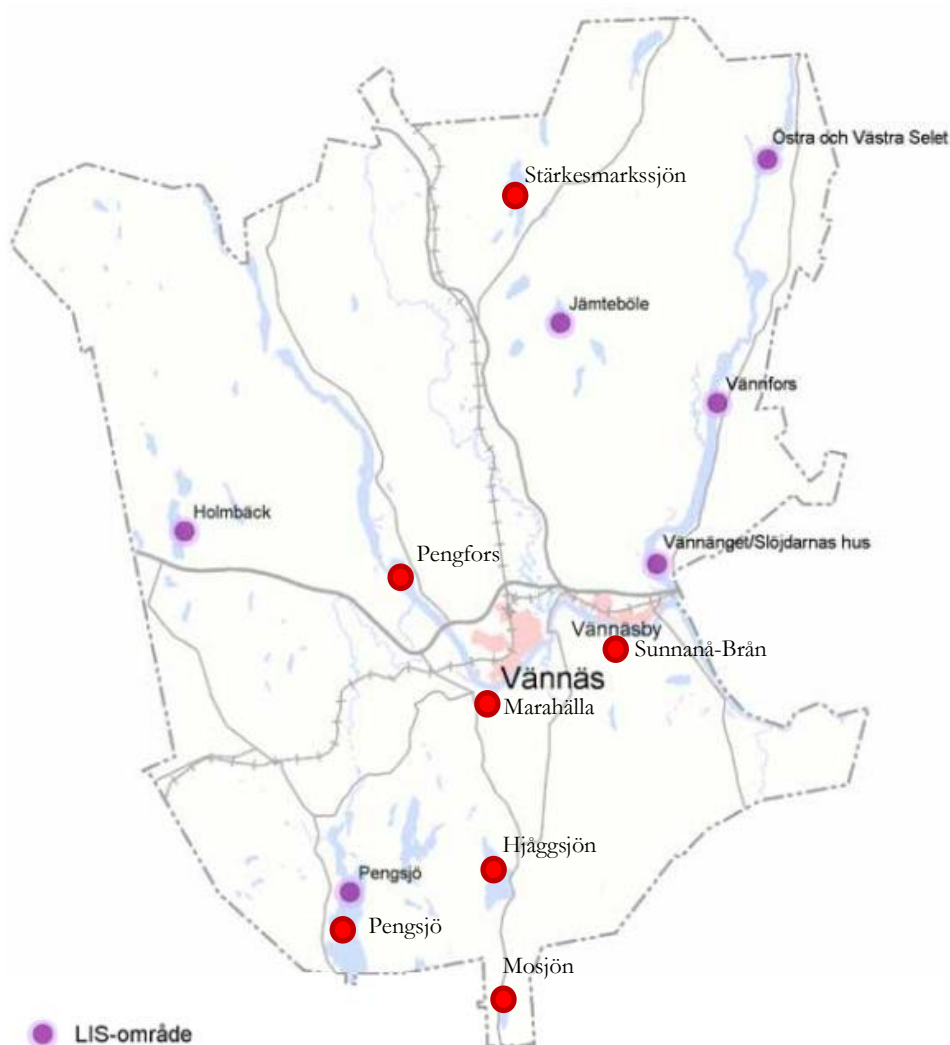 Östra och Västra Selet
Stärkesmarkssjön
Jämteböle
Vännfors
Holmbäck
Pengfors
Vännänget/Slöjdarnas hus
Vännäsby
Sunnanå-Brån
Vännäs
Marahälla
Hjåggsjön
Pengsjö
Pengsjö
Mosjön
LIS-område